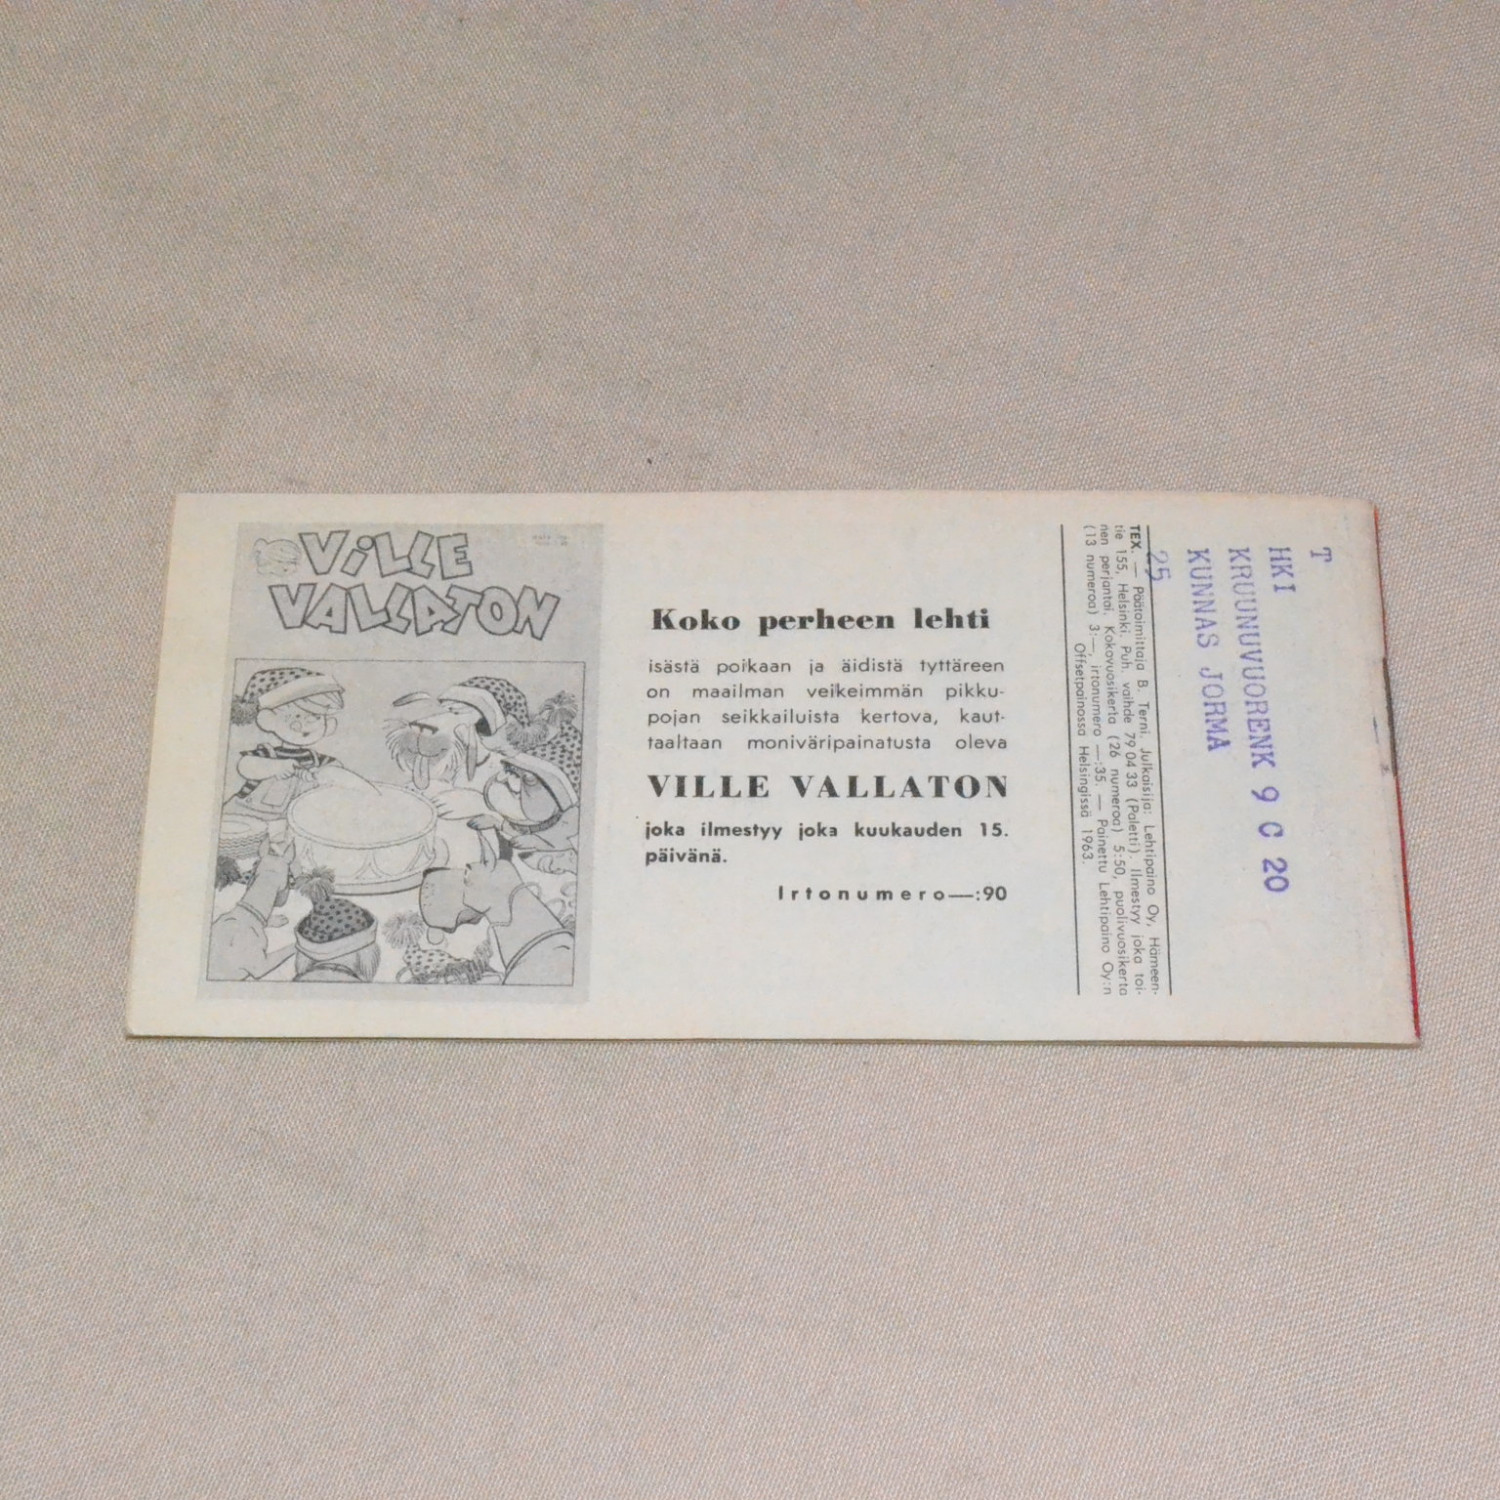 ViLLE
VALLATON
Koko perheen lehti
isästä poikaan ja äidistä tyttäreen
on maailman veikeimmän pikku-
pojan seikkailuista kertova, kaut-
taaltaan moniväripainatusta oleva
VILLE VALLATON
joka ilmestyy joka kuukauden 15.
päivänä.
Irtonumero—:90
TEX. — Päätoimittaja B. Terni. Julkaisija: Lehtipaino Oy, Hämeen-
tie 155, Helsinki. Puh. vaihde 79 04 33 (Paletti). Ilmestyy joka toi-
nen perjantai. Kokovuosikerta (26 numeroa) 5:50, puolivuosikerta
(13 numeroa) 3:—, irtonumero —:35. — Painettu Lehtipaino Oy:n
Offsetpainossa Helsingissä 1963.
T
HKI
KRUUNUVUORENK 9 C 20
KUNNAS JORMA
25